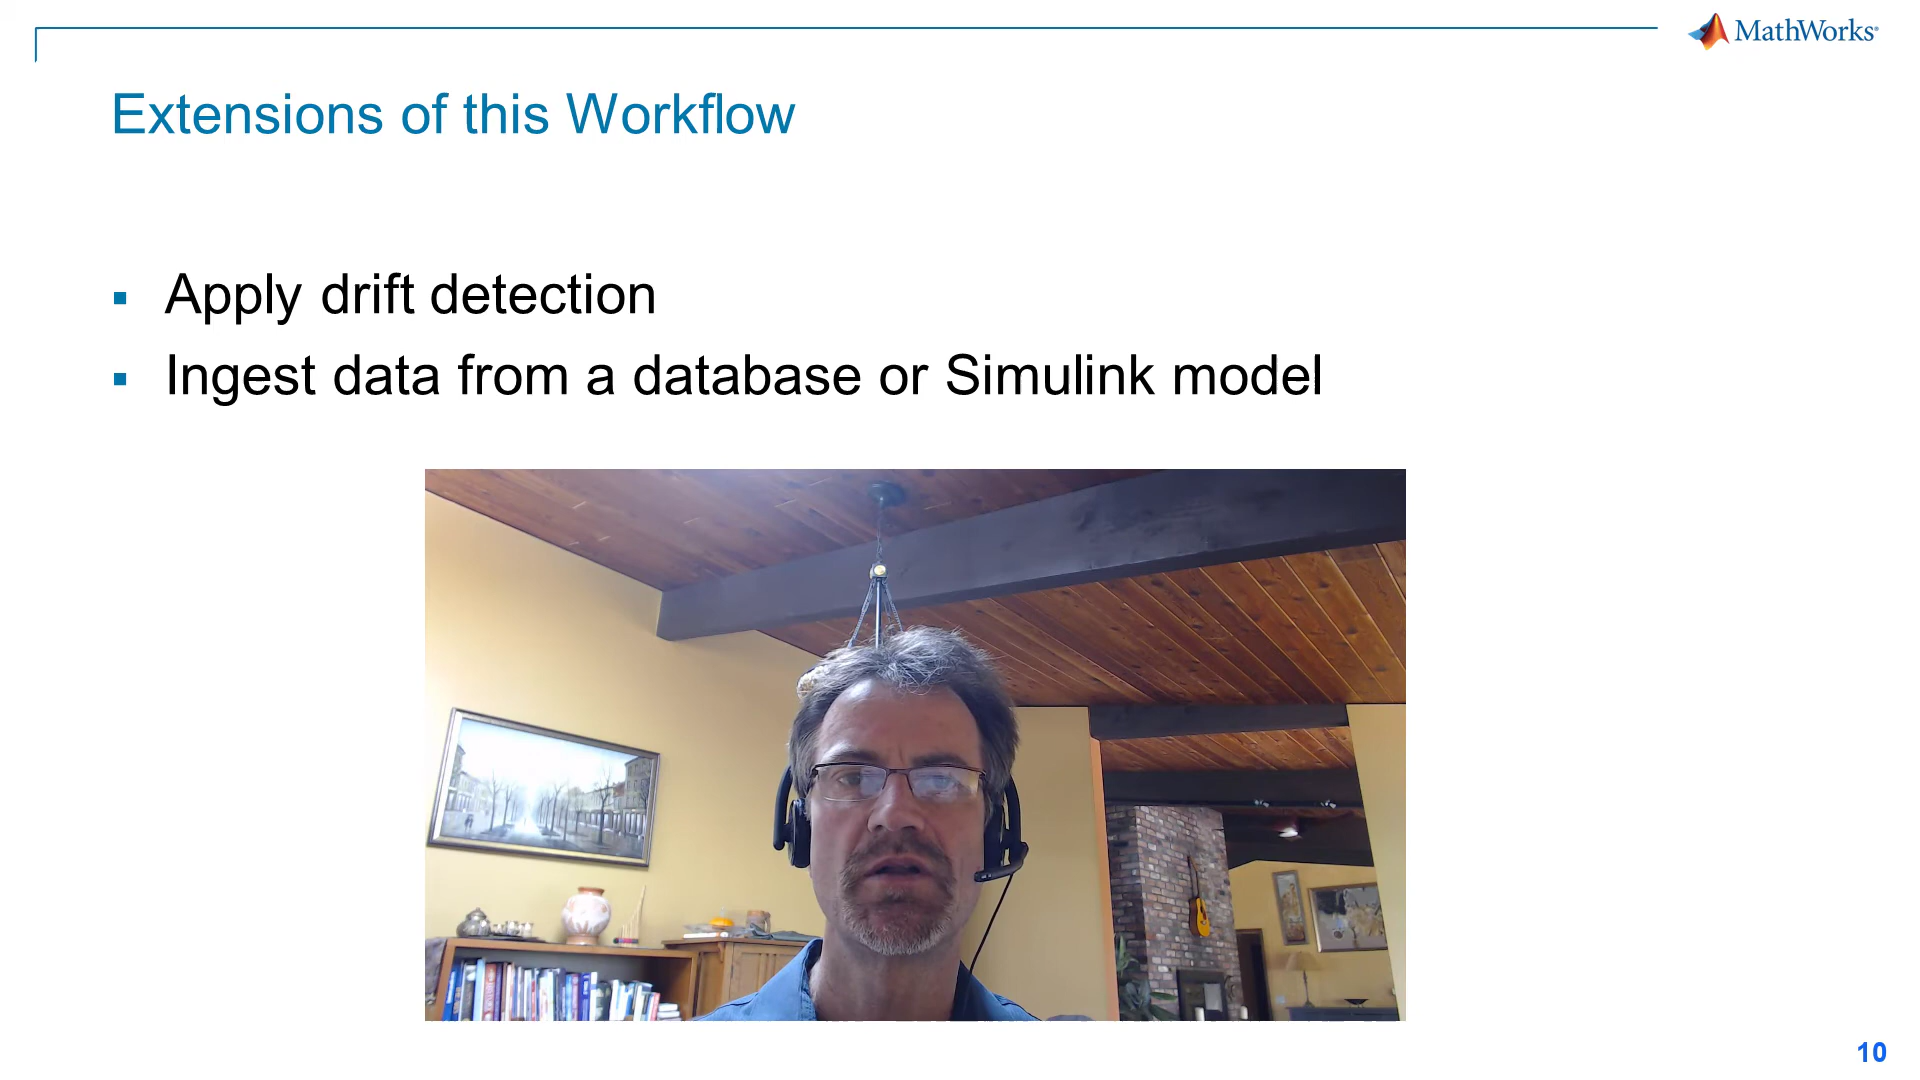 MathWorks®
Extensions of this Workflow
▪ Apply drift detection
▪ Ingest data from a database or Simulink model
10